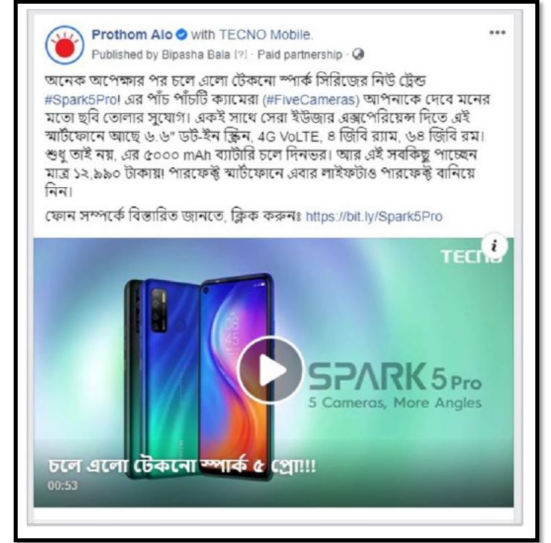 Prothom Alo with TECNO Mobile.
Published by Bipasha Bala [?] · Paid partnership ·
অনেক অপেক্ষার পর চলে এলো টেকনো স্পার্ক সিরিজের নিউ ট্রেন্ড
#Spark5Pro! এর পাঁচ পাঁচটি ক্যামেরা (#FiveCameras) আপনাকে দেবে মনের
মতো ছবি তোলার সুযোগ। একই সাথে সেরা ইউজার এক্সপেরিয়েন্স দিতে এই
স্মার্টফোনে আছে ৬.৬" ডট-ইন স্ক্রিন, 4G VoLTE, ৪ জিবি র‍্যাম, ৬৪ জিবি রম।
শুধু তাই নয়, এর ৫০০০ mAh ব্যাটারি চলে দিনভর। আর এই সবকিছু পাচ্ছেন
মাত্র ১২,৯৯০ টাকায়! পারফেক্ট স্মার্টফোনে এবার লাইফটাও পারফেক্ট বানিয়ে
নিন।
ফোন সম্পর্কে বিস্তারিত জানতে, ক্লিক করুনঃ https://bit.ly/Spark5Pro
i
TECNO
SPARK 5 Pro
5 Cameras, More Angles
চলে এলো টেকনো স্পার্ক ৫ প্রো!!!
00:53